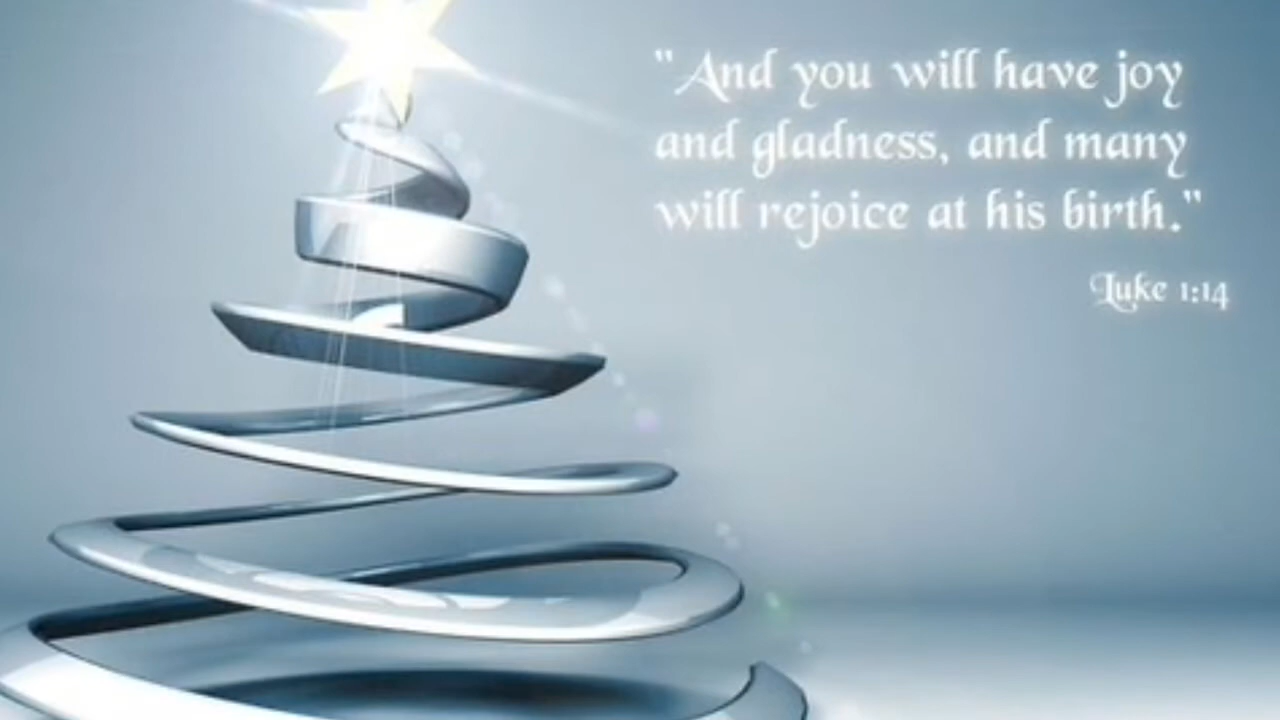 "And you will have joy
and gladness, and many
will rejoice at his birth."
Luke 1:14